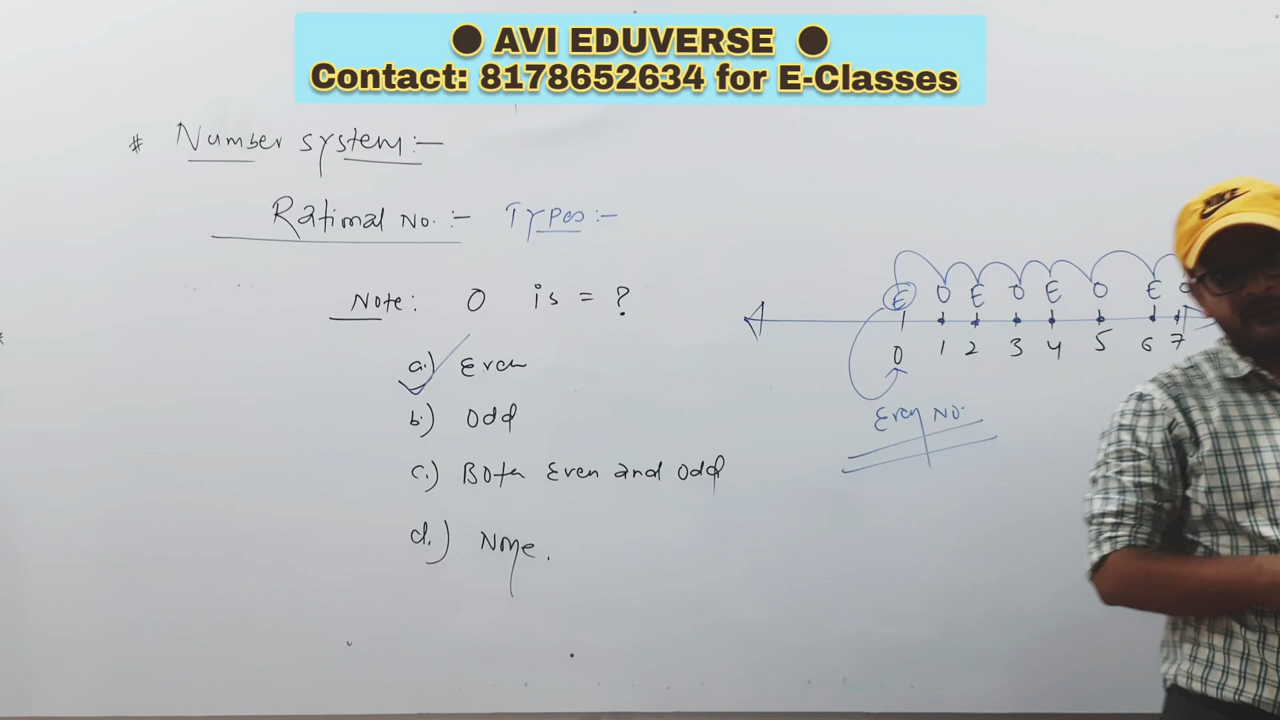 ● AVI EDUVERSE ●
Contact: 8178652634 for E-Classes
# Number system:-
Rational No. :- Types:-
Note: 0 is = ?
a.) Even
b.) Odd
c.) Both Even and Odd
d.) None.
E O E O E O E O
0 1 2 3 4 5 6 7
Even No.
NIKE